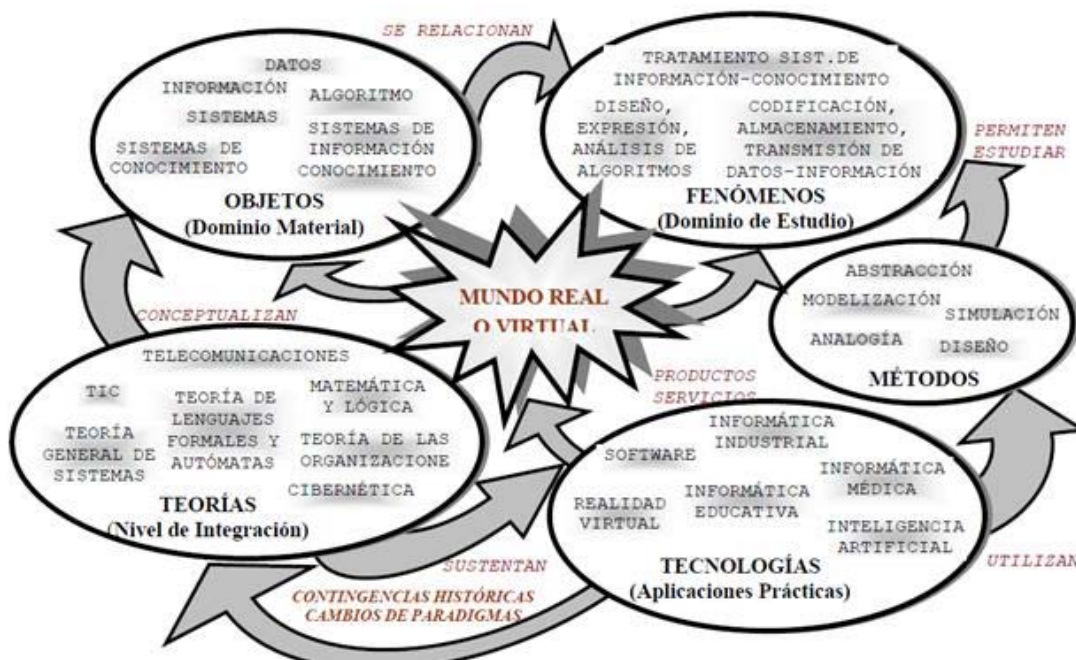 SE RELACIONAN
DATOS
INFORMACIÓN
ALGORITMO
SISTEMAS
SISTEMAS DE
CONOCIMIENTO
SISTEMAS DE
INFORMACIÓN
CONOCIMIENTO
OBJETOS
(Dominio Material)
TRATAMIENTO SIST.DE
INFORMACIÓN-CONOCIMIENTO
DISEÑO,
EXPRESIÓN,
ANÁLISIS DE
ALGORITMOS
CODIFICACIÓN,
ALMACENAMIENTO,
TRANSMISIÓN DE
DATOS-INFORMACIÓN
FENÓMENOS
(Dominio de Estudio)
PERMITEN
ESTUDIAR
MUNDO REAL
O VIRTUAL
ABSTRACCIÓN
MODELIZACIÓN
SIMULACIÓN
ANALOGÍA
DISEÑO
MÉTODOS
CONCEPTUALIZAN
TELECOMUNICACIONES
TIC
TEORÍA DE
LENGUAJES
FORMALES Y
AUTÓMATAS
MATEMÁTICA
Y LÓGICA
TEORÍA
GENERAL DE
SISTEMAS
TEORÍA DE LAS
ORGANIZACIONE
CIBERNÉTICA
TEORÍAS
(Nivel de Integración)
PRODUCTOS
SERVICIOS
SOFTWARE
INFORMÁTICA
INDUSTRIAL
INFORMÁTICA
MÉDICA
REALIDAD
VIRTUAL
INFORMÁTICA
EDUCATIVA
INTELIGENCIA
ARTIFICIAL
TECNOLOGÍAS
(Aplicaciones Prácticas)
UTILIZAN
SUSTENTAN
CONTINGENCIAS HISTÓRICAS
CAMBIOS DE PARADIGMAS